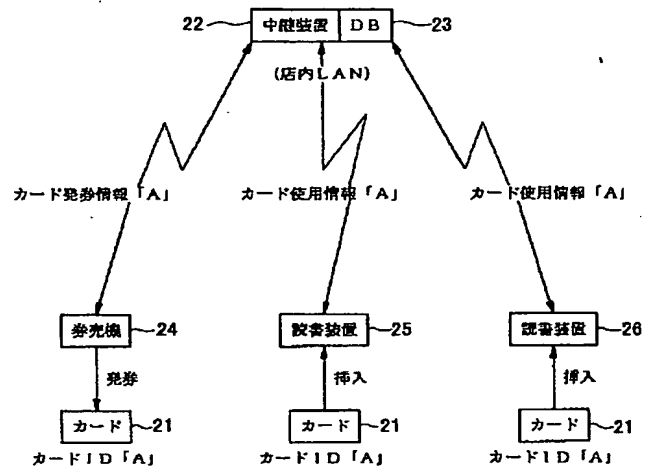 22 中継装置 DB 23
(店内LAN)
カード発券情報「A」 カード使用情報「A」 カード使用情報「A」
券売機 24 読書装置 25 読書装置 26
発券 挿入 挿入
カード 21 カード 21 カード 21
カードID「A」 カードID「A」 カードID「A」